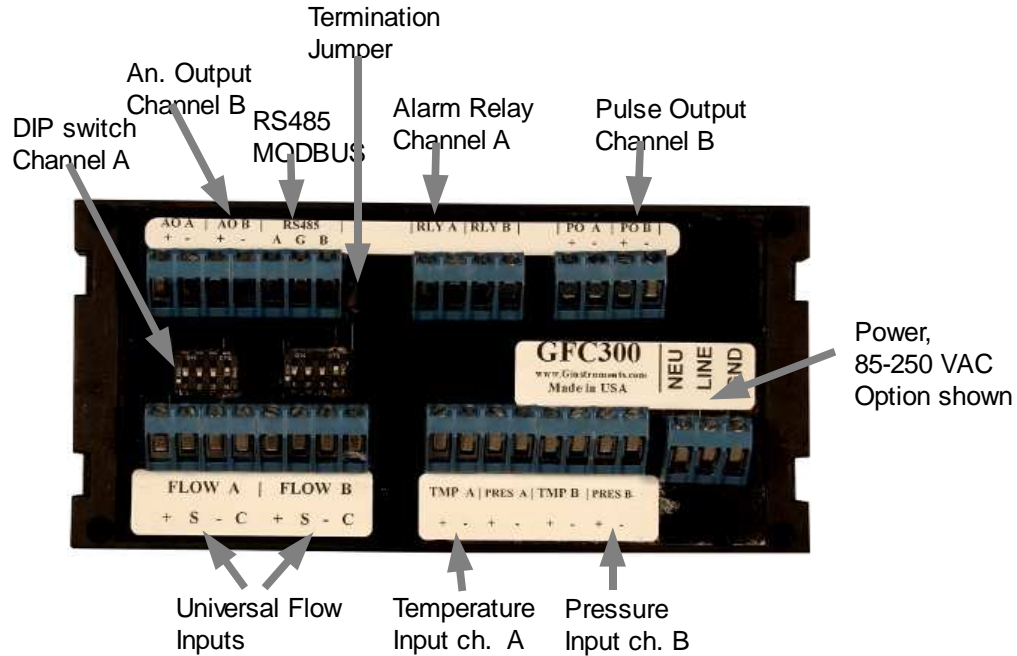 Termination
Jumper
An. Output
Channel B
DIP switch
Channel A
RS485
MODBUS
Alarm Relay
Channel A
Pulse Output
Channel B
AO A | AO B | RS485 | |RLY A|RLY B| | PO A | PO B |
+ - + - A G B + - + -
GFC300
www.Ginstruments.com
Made in USA
NEU
LINE
GND
Power,
85-250 VAC
Option shown
FLOW A | FLOW B
+ S - C + S - C
TMP A | PRES A | TMP B | PRES B
+ - + - + - + -
Universal Flow
Inputs
Temperature
Input ch. A
Pressure
Input ch. B